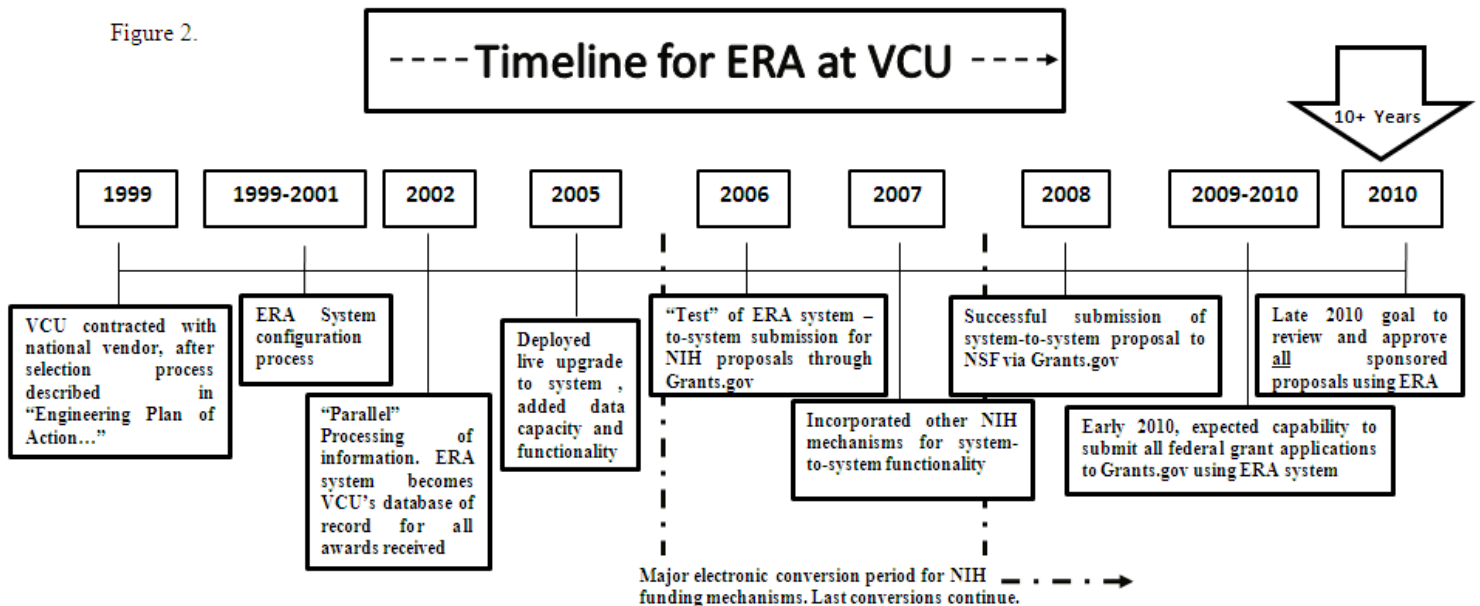 Figure 2.
Timeline for ERA at VCU
10+ Years
1999
1999-2001
2002
2005
2006
2007
2008
2009-2010
2010
VCU contracted with
national vendor, after
selection process
described in
“Engineering Plan of
Action…”
ERA System
configuration
process
“Parallel”
Processing of
information. ERA
system becomes
VCU’s database of
record for all
awards received
Deployed
live upgrade
to system ,
added data
capacity and
functionality
“Test” of ERA system –
to-system submission for
NIH proposals through
Grants.gov
Incorporated other NIH
mechanisms for system-
to-system functionality
Successful submission of
system-to-system proposal to
NSF via Grants.gov
Early 2010, expected capability to
submit all federal grant applications
to Grants.gov using ERA system
Late 2010 goal to
review and approve
all sponsored
proposals using ERA
Major electronic conversion period for NIH
funding mechanisms. Last conversions continue.